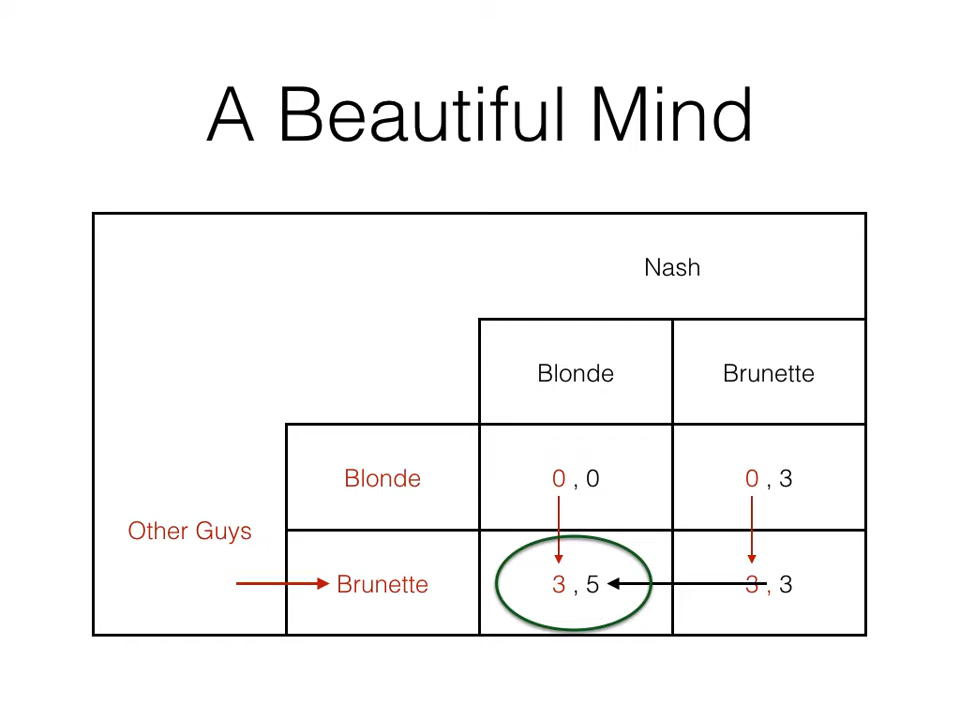 A Beautiful Mind
Nash
Blonde Brunette
Blonde 0 , 0 0 , 3
Other Guys
Brunette 3 , 5 3 , 3